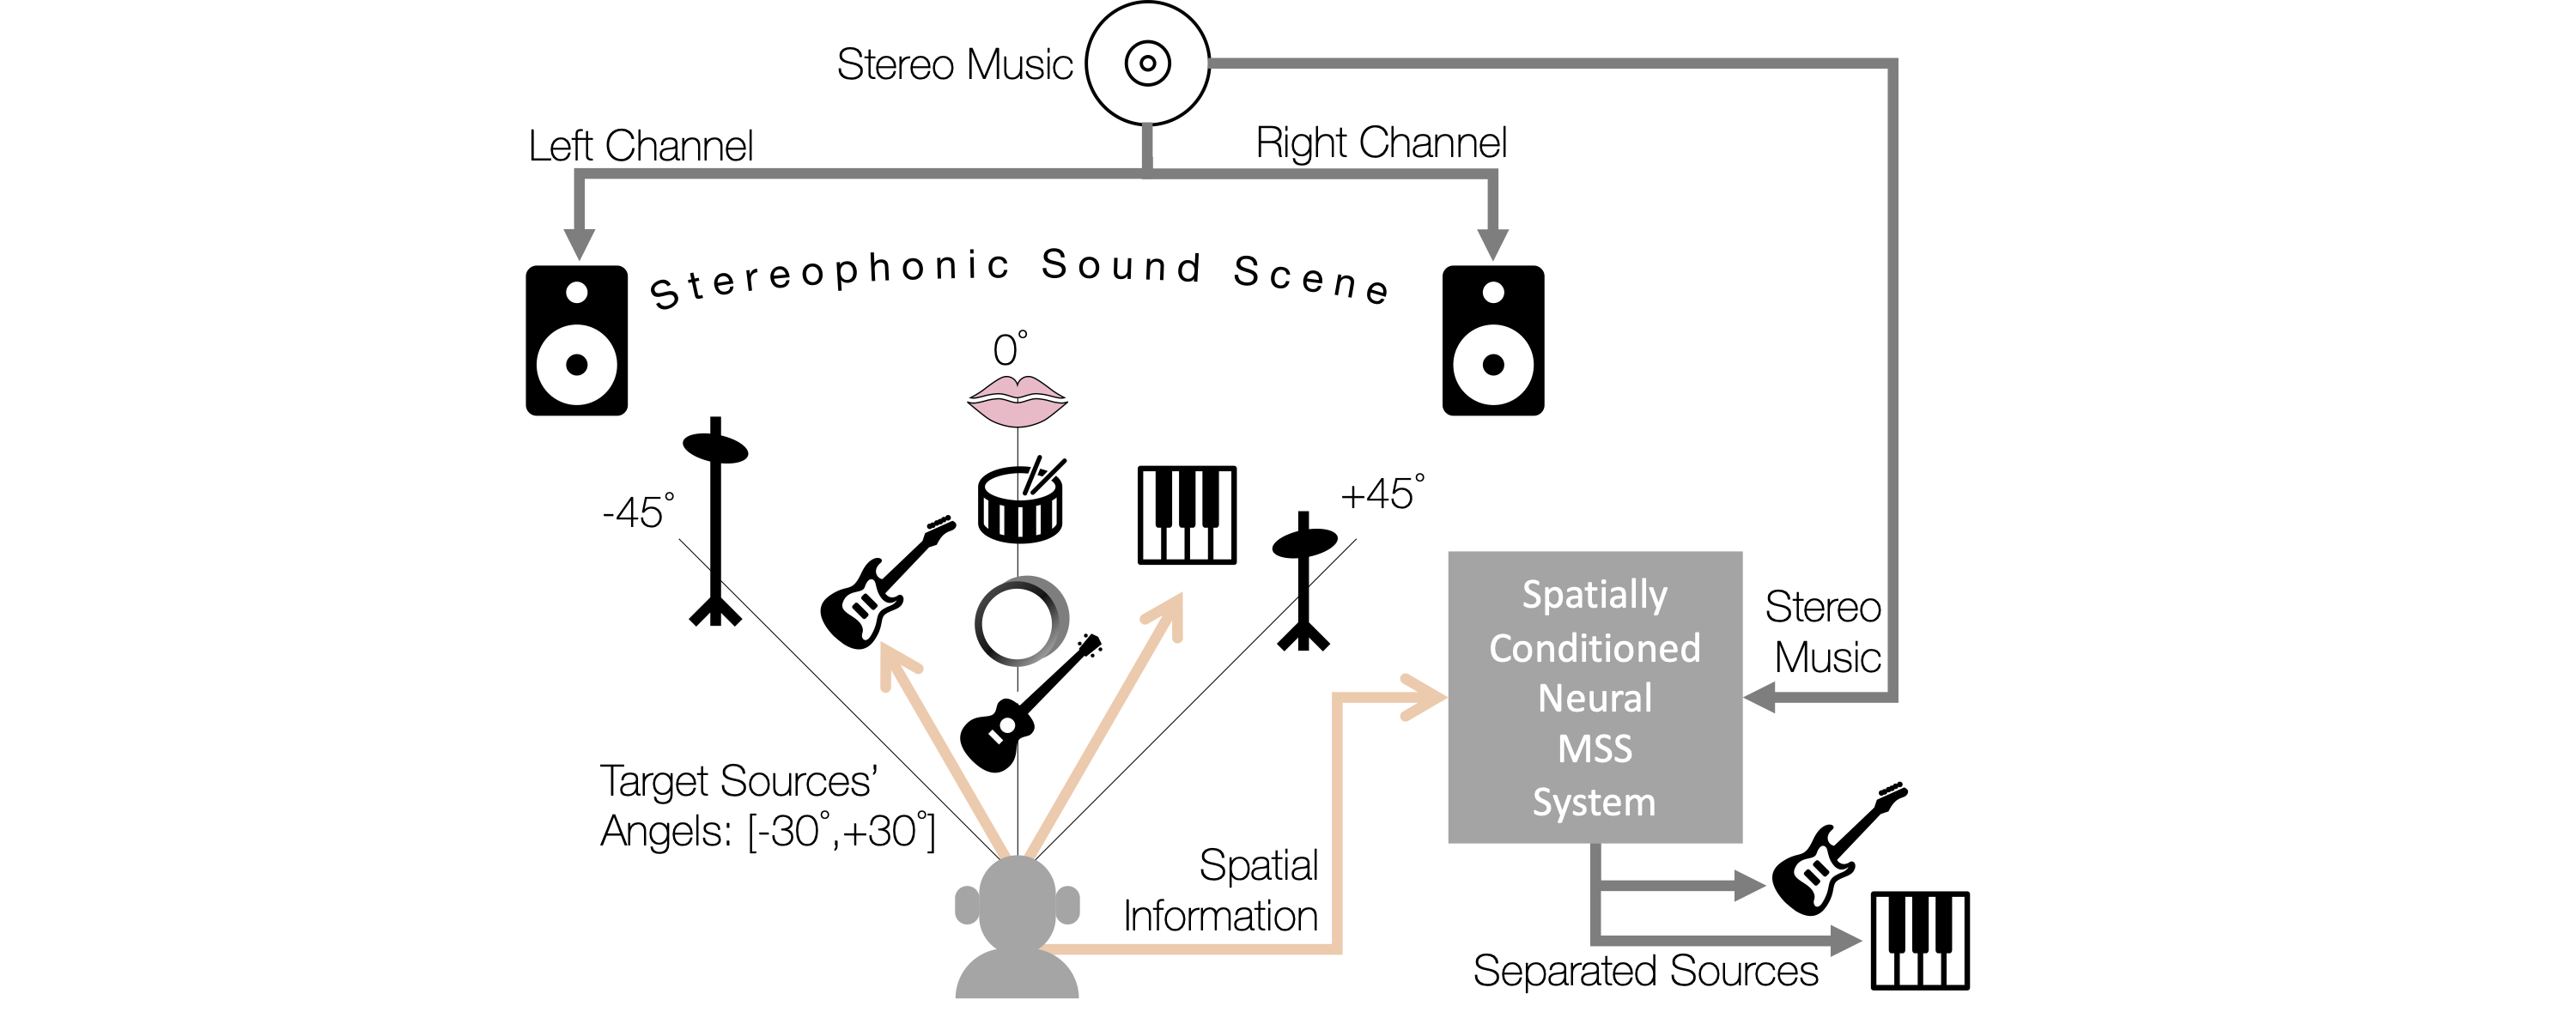 Stereo Music
Left Channel
Right Channel
Stereophonic Sound Scene
0°
-45°
+45°
Target Sources'
Angels: [-30°,+30°]
Spatial
Information
Spatially
Conditioned
Neural
MSS
System
Stereo
Music
Separated Sources